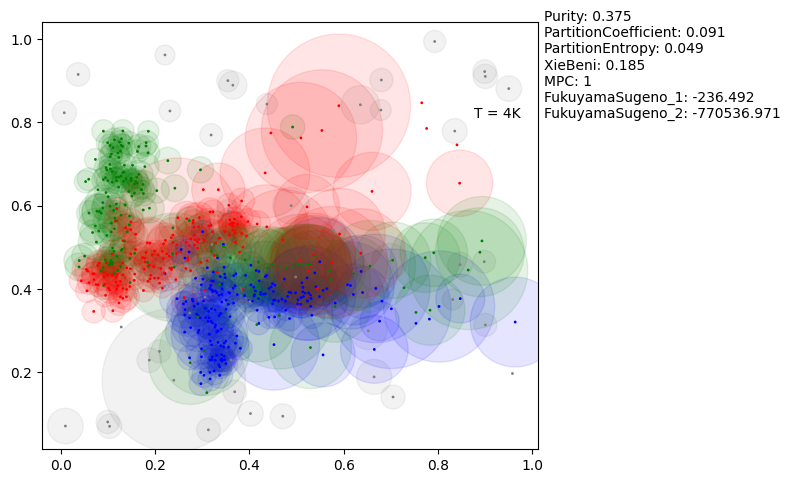 Purity: 0.375
PartitionCoefficient: 0.091
PartitionEntropy: 0.049
XieBeni: 0.185
MPC: 1
FukuyamaSugeno_1: -236.492
FukuyamaSugeno_2: -770536.971
T = 4K
1.0
0.8
0.6
0.4
0.2
0.0 0.2 0.4 0.6 0.8 1.0